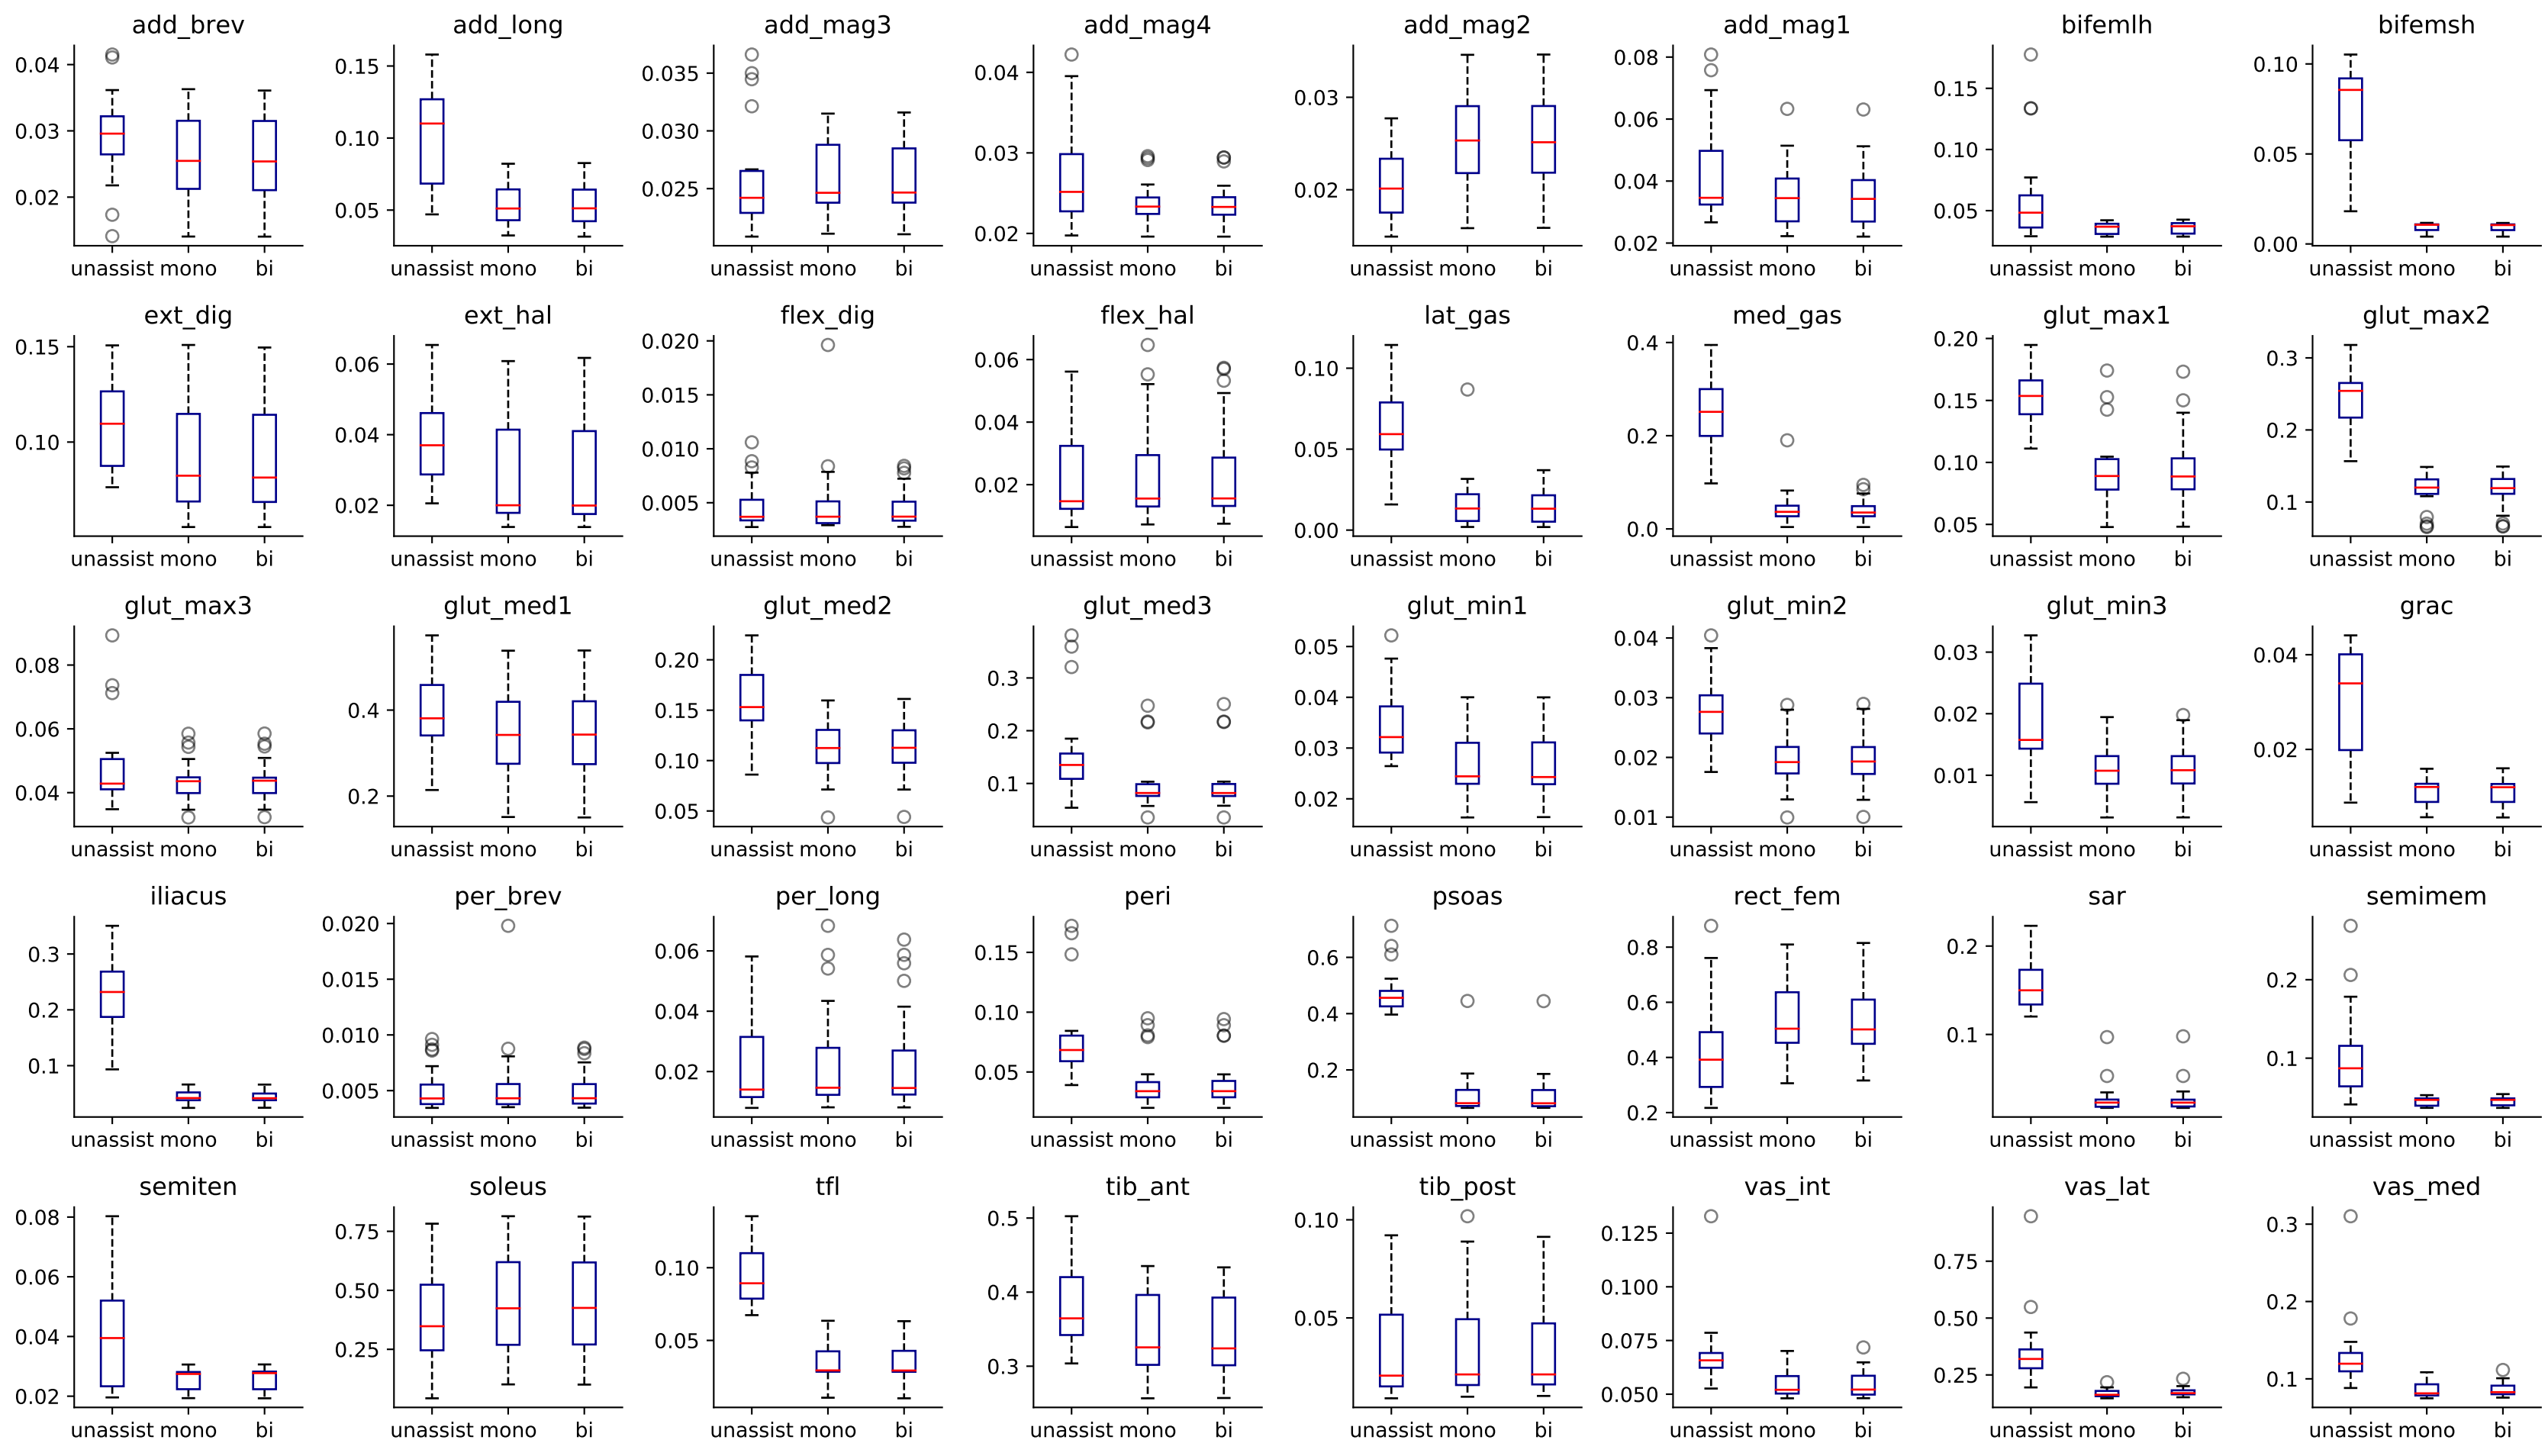 add_brev add_long add_mag3 add_mag4 add_mag2 add_mag1 bifemlh bifemsh
0.04 0.03 0.02
0.15 0.10 0.05
0.035 0.030 0.025
0.04 0.03 0.02
0.03 0.02
0.08 0.06 0.04 0.02
0.15 0.10 0.05
0.10 0.05 0.00
unassist mono bi unassist mono bi unassist mono bi unassist mono bi unassist mono bi unassist mono bi unassist mono bi unassist mono bi
ext_dig ext_hal flex_dig flex_hal lat_gas med_gas glut_max1 glut_max2
0.15 0.10
0.06 0.04 0.02
0.020 0.015 0.010 0.005
0.06 0.04 0.02
0.10 0.05 0.00
0.4 0.2 0.0
0.20 0.15 0.10 0.05
0.3 0.2 0.1
unassist mono bi unassist mono bi unassist mono bi unassist mono bi unassist mono bi unassist mono bi unassist mono bi unassist mono bi
glut_max3 glut_med1 glut_med2 glut_med3 glut_min1 glut_min2 glut_min3 grac
0.08 0.06 0.04
0.4 0.2
0.20 0.15 0.10 0.05
0.3 0.2 0.1
0.05 0.04 0.03 0.02
0.04 0.03 0.02 0.01
0.03 0.02 0.01
0.04 0.02
unassist mono bi unassist mono bi unassist mono bi unassist mono bi unassist mono bi unassist mono bi unassist mono bi unassist mono bi
iliacus per_brev per_long peri psoas rect_fem sar semimem
0.3 0.2 0.1
0.020 0.015 0.010 0.005
0.06 0.04 0.02
0.15 0.10 0.05
0.6 0.4 0.2
0.8 0.6 0.4 0.2
0.2 0.1
0.2 0.1
unassist mono bi unassist mono bi unassist mono bi unassist mono bi unassist mono bi unassist mono bi unassist mono bi unassist mono bi
semiten soleus tfl tib_ant tib_post vas_int vas_lat vas_med
0.08 0.06 0.04 0.02
0.75 0.50 0.25
0.10 0.05
0.5 0.4 0.3
0.10 0.05
0.125 0.100 0.075 0.050
0.75 0.50 0.25
0.3 0.2 0.1
unassist mono bi unassist mono bi unassist mono bi unassist mono bi unassist mono bi unassist mono bi unassist mono bi unassist mono bi